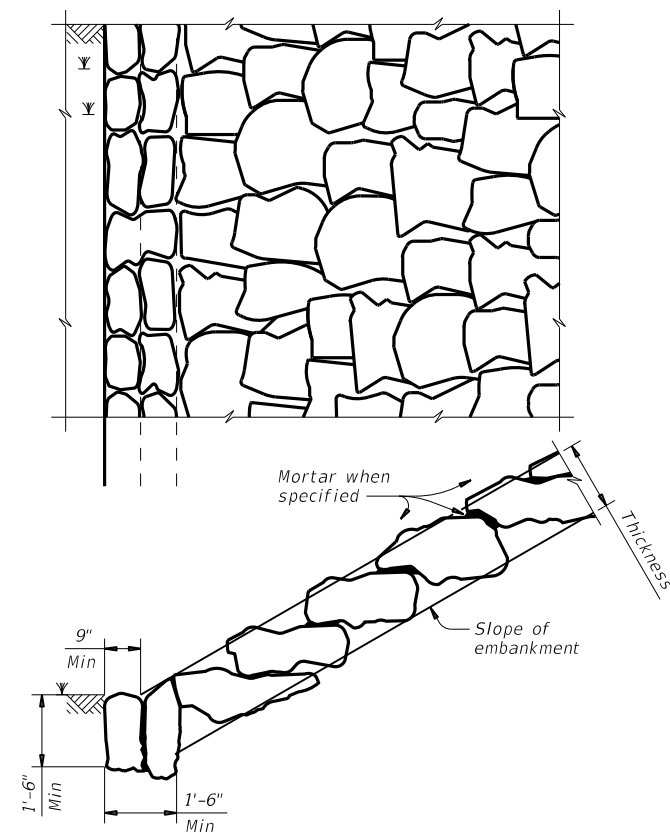 Mortar when
specified
Thickness
Slope of
embankment
9"
Min
1'-6"
Min
1'-6"
Min